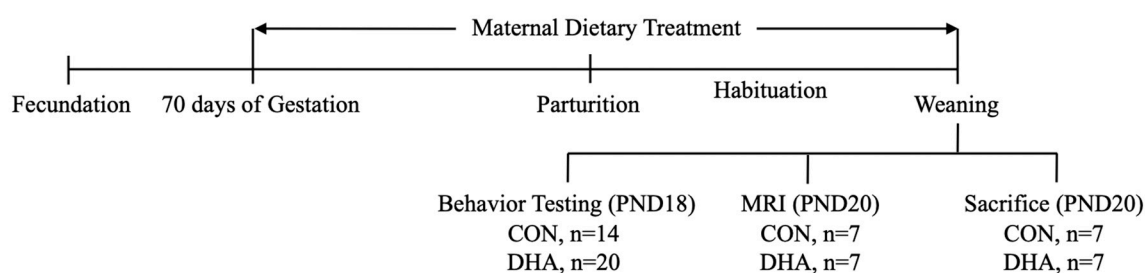 Maternal Dietary Treatment
Fecundation
70 days of Gestation
Parturition
Habituation
Weaning
Behavior Testing (PND18)
CON, n=14
DHA, n=20
MRI (PND20)
CON, n=7
DHA, n=7
Sacrifice (PND20)
CON, n=7
DHA, n=7